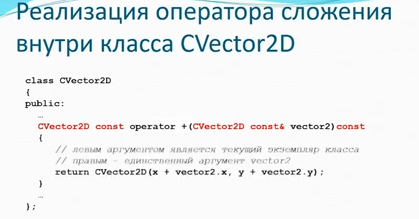 Реализация оператора сложения
внутри класса CVector2D
class CVector2D
{
public:
…
CVector2D const operator +(CVector2D const& vector2)const
{
// левым аргументом является текущий экземпляр класса
// правым - единственный аргумент vector2
return CVector2D(x + vector2.x, y + vector2.y);
}
…
};